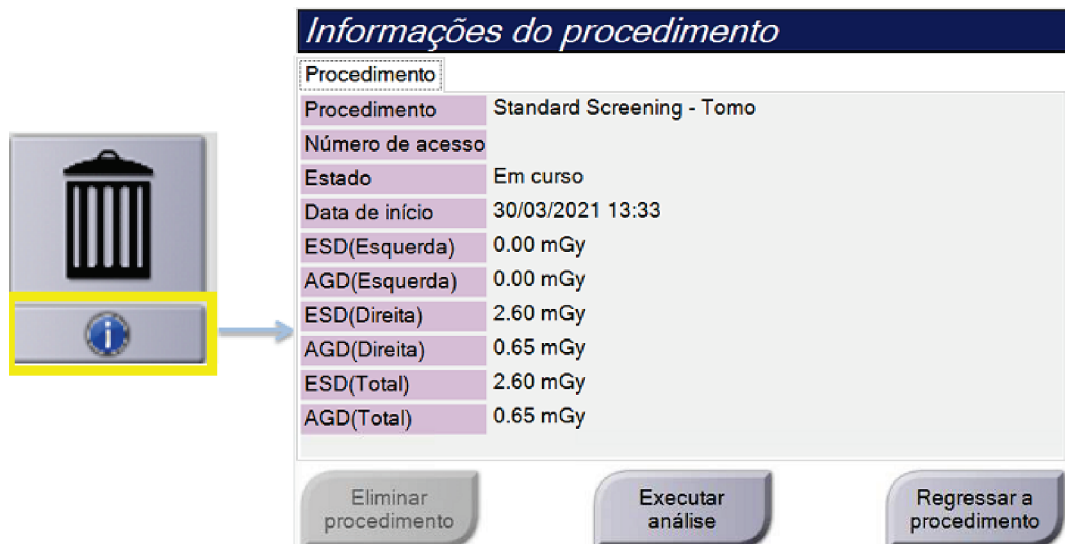 Informações do procedimento
Procedimento
Procedimento Standard Screening - Tomo
Número de acesso
Estado Em curso
Data de início 30/03/2021 13:33
ESD(Esquerda) 0.00 mGy
AGD(Esquerda) 0.00 mGy
ESD(Direita) 2.60 mGy
AGD(Direita) 0.65 mGy
ESD(Total) 2.60 mGy
AGD(Total) 0.65 mGy
Eliminar
procedimento
Executar
análise
Regressar a
procedimento